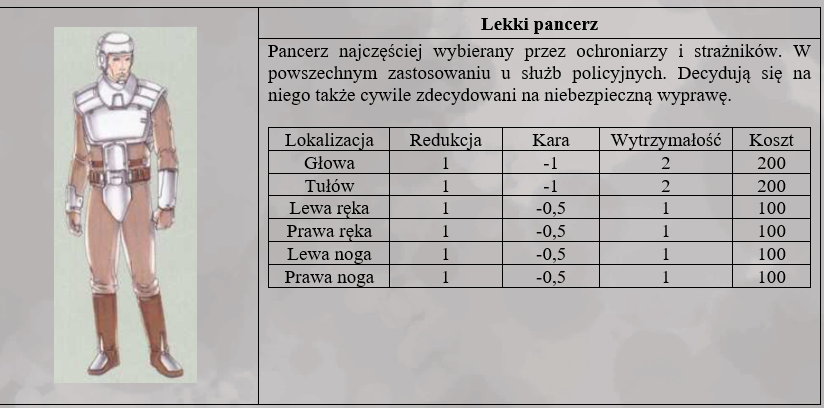 Lekki pancerz
Pancerz najczęściej wybierany przez ochroniarzy i strażników. W
powszechnym zastosowaniu u służb policyjnych. Decydują się na
niego także cywile zdecydowani na niebezpieczną wyprawę.
Lokalizacja Redukcja Kara Wytrzymałość Koszt
Głowa 1 -1 2 200
Tułów 1 -1 2 200
Lewa ręka 1 -0,5 1 100
Prawa ręka 1 -0,5 1 100
Lewa noga 1 -0,5 1 100
Prawa noga 1 -0,5 1 100